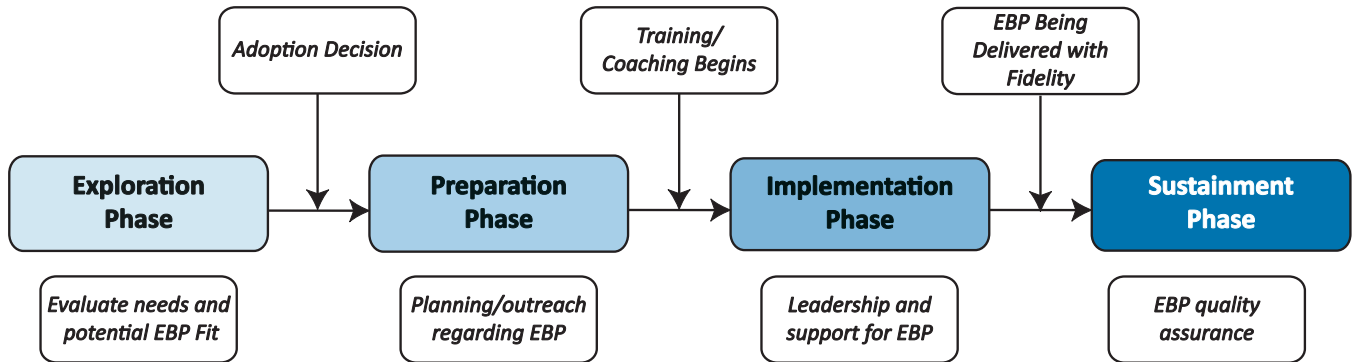 Adoption Decision
Training/
Coaching Begins
EBP Being
Delivered with
Fidelity
Exploration
Phase
Preparation
Phase
Implementation
Phase
Sustainment
Phase
Evaluate needs and
potential EBP Fit
Planning/outreach
regarding EBP
Leadership and
support for EBP
EBP quality
assurance